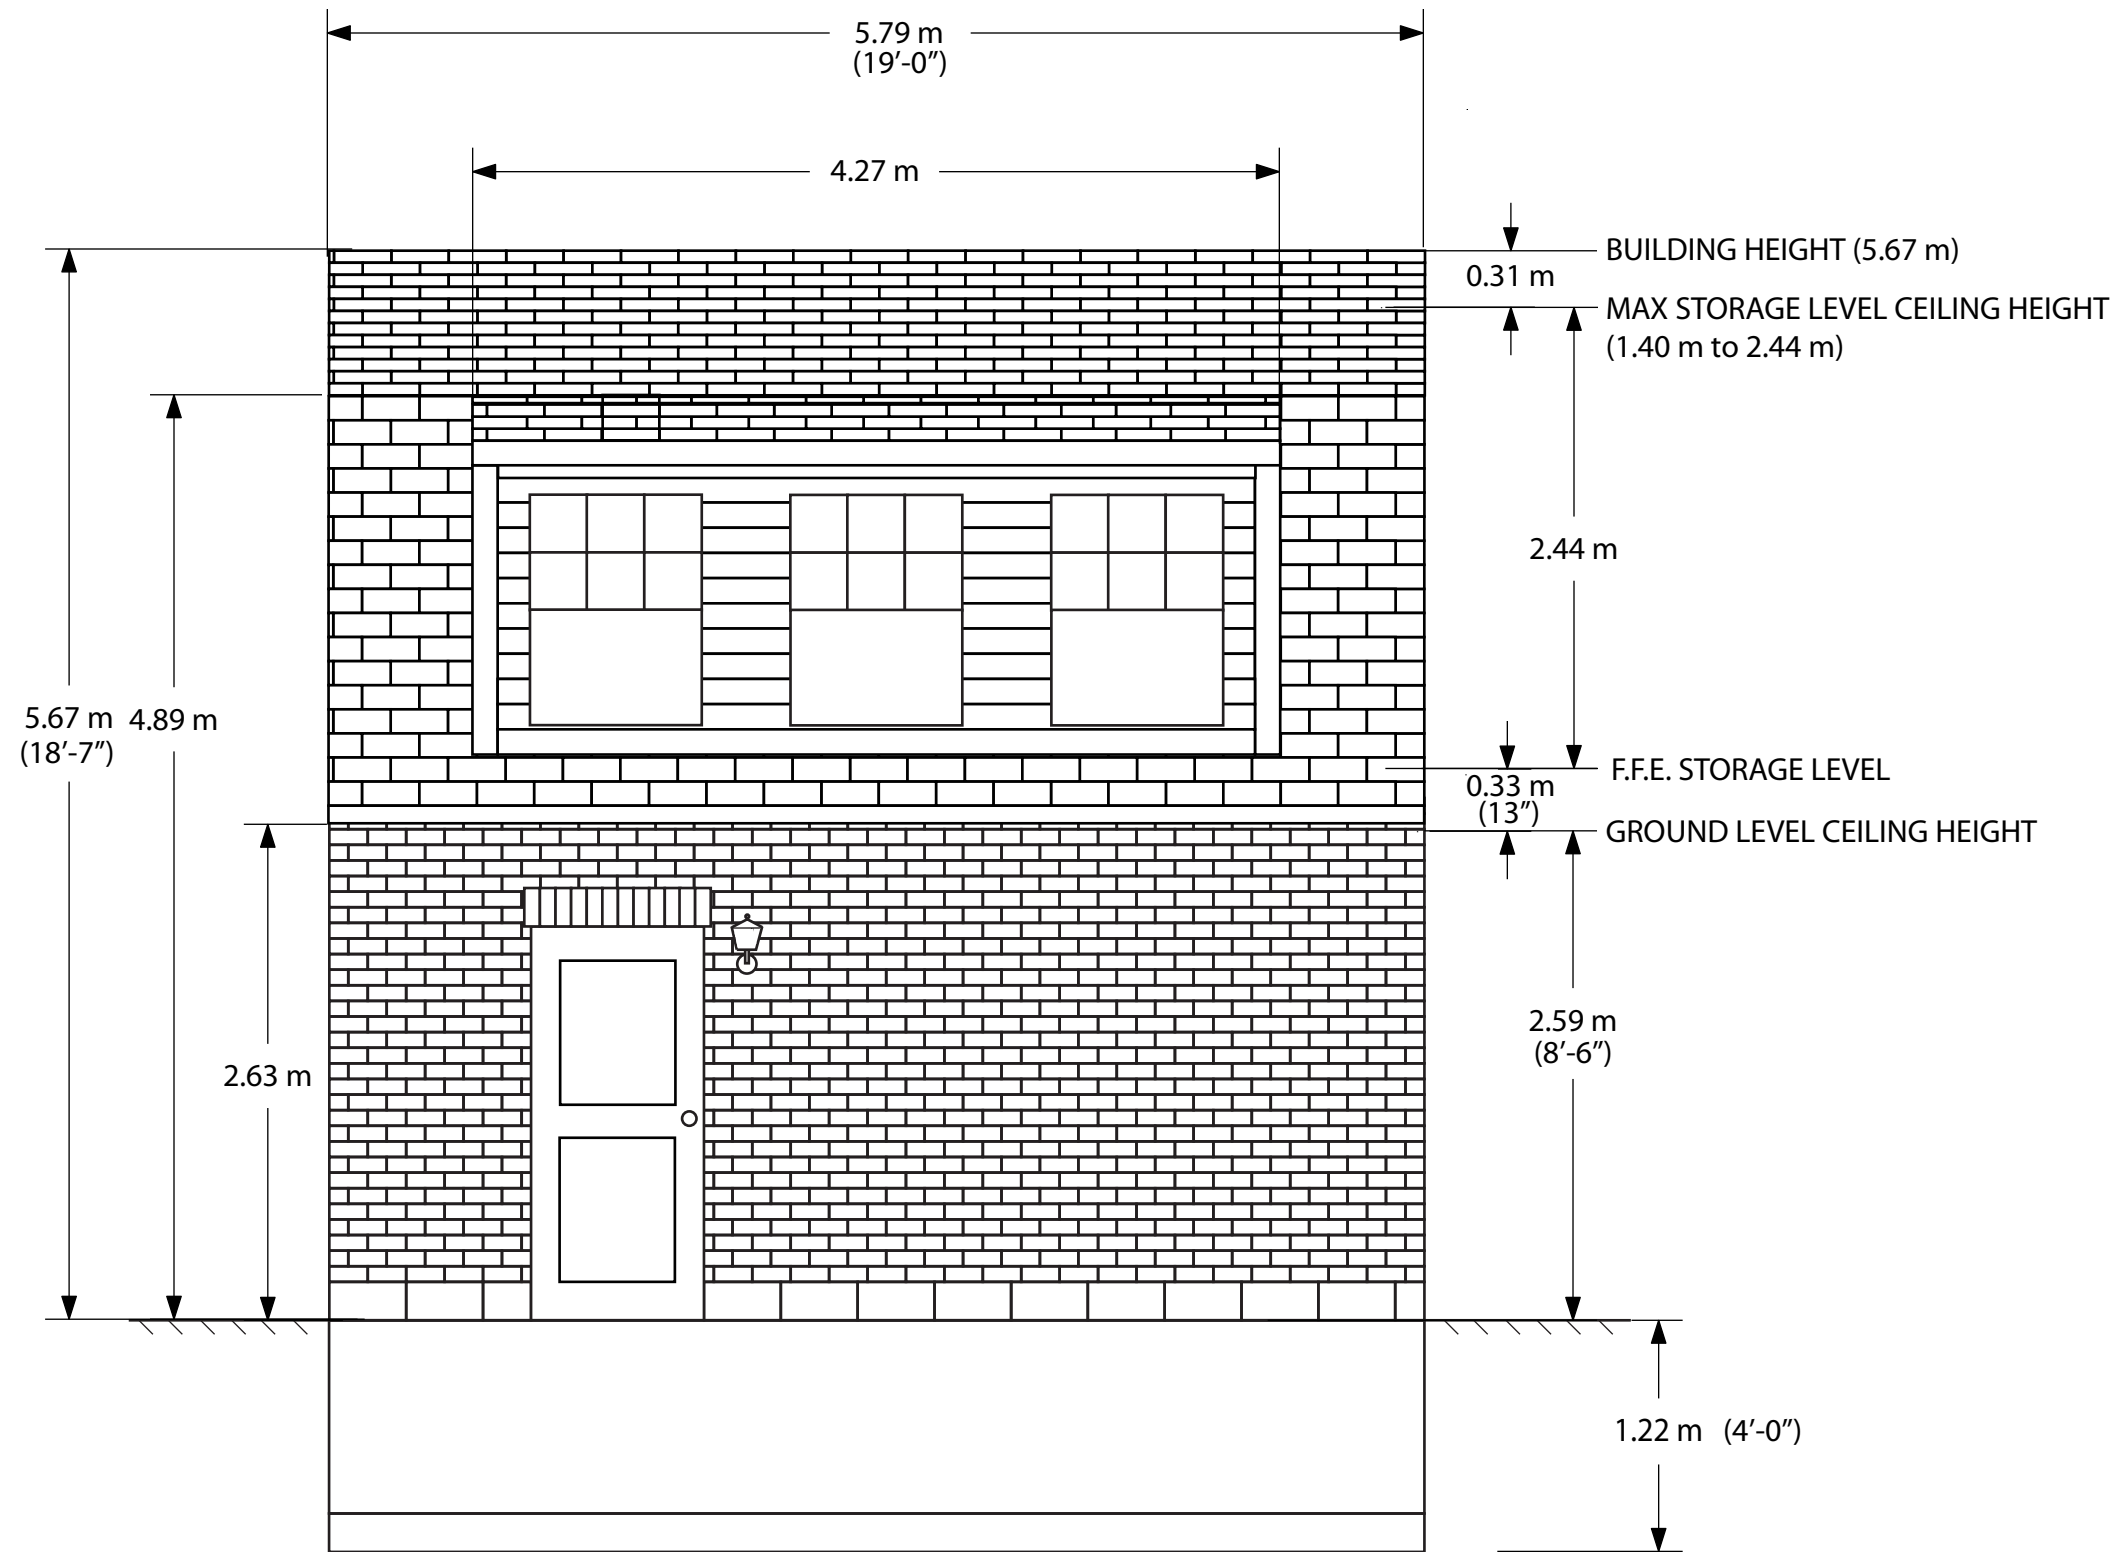 5.79 m
(19’-0”)
4.27 m
BUILDING HEIGHT (5.67 m)
0.31 m
MAX STORAGE LEVEL CEILING HEIGHT
(1.40 m to 2.44 m)
2.44 m
5.67 m
(18’-7”)
4.89 m
F.F.E. STORAGE LEVEL
0.33 m
(13”)
GROUND LEVEL CEILING HEIGHT
2.59 m
(8’-6”)
2.63 m
1.22 m (4’-0”)